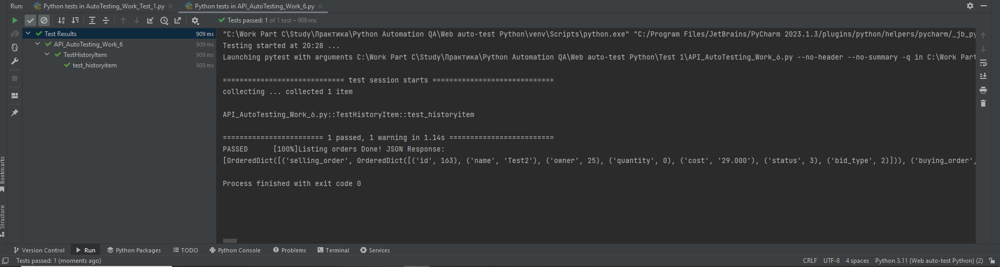 Run: Python tests in AutoTesting_Work_Test_1.py × Python tests in API_AutoTesting_Work_6.py ×
Tests passed: 1 of 1 test – 909 ms
Test Results 909 ms
API_AutoTesting_Work_6 909 ms
TestHistoryItem 909 ms
test_historyitem 909 ms
"C:\Work Part C\Study\Практика\Python Automation QA\Web auto-test Python\venv\Scripts\python.exe" "C:/Program Files/JetBrains/PyCharm 2023.1.3/plugins/python/helpers/pycharm/_jb_py
Testing started at 20:28 ...
Launching pytest with arguments C:\Work Part C\Study\Практика\Python Automation QA\Web auto-test Python\Test 1\API_AutoTesting_Work_6.py --no-header --no-summary -q in C:\Work Part
============================= test session starts =============================
collecting ... collected 1 item
API_AutoTesting_Work_6.py::TestHistoryItem::test_historyitem
======================== 1 passed, 1 warning in 1.14s =========================
PASSED      [100%]Listing orders Done! JSON Response:
[OrderedDict([('selling_order', OrderedDict([('id', 163), ('name', 'Test2'), ('owner', 25), ('quantity', 0), ('cost', '29.000'), ('status', 3), ('bid_type', 2)])), ('buying_order',
Process finished with exit code 0
Bookmarks
Structure
Version Control Run Python Packages TODO Python Console Problems Terminal Services
Tests passed: 1 (moments ago) CRLF UTF-8 4 spaces Python 3.11 (Web auto-test Python) (2)